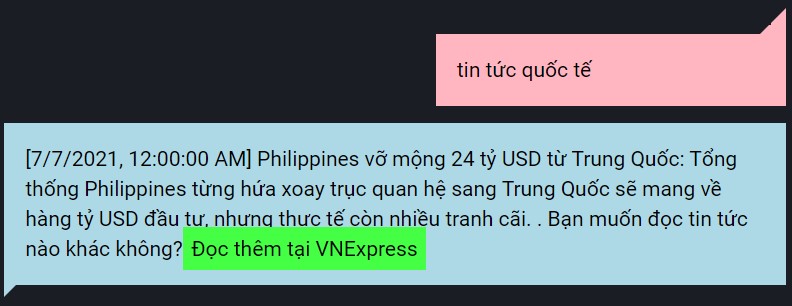 tin tức quốc tế
[7/7/2021, 12:00:00 AM] Philippines vỡ mộng 24 tỷ USD từ Trung Quốc: Tổng
thống Philippines từng hứa xoay trục quan hệ sang Trung Quốc sẽ mang về
hàng tỷ USD đầu tư, nhưng thực tế còn nhiều tranh cãi. . Bạn muốn đọc tin tức
nào khác không? Đọc thêm tại VNExpress